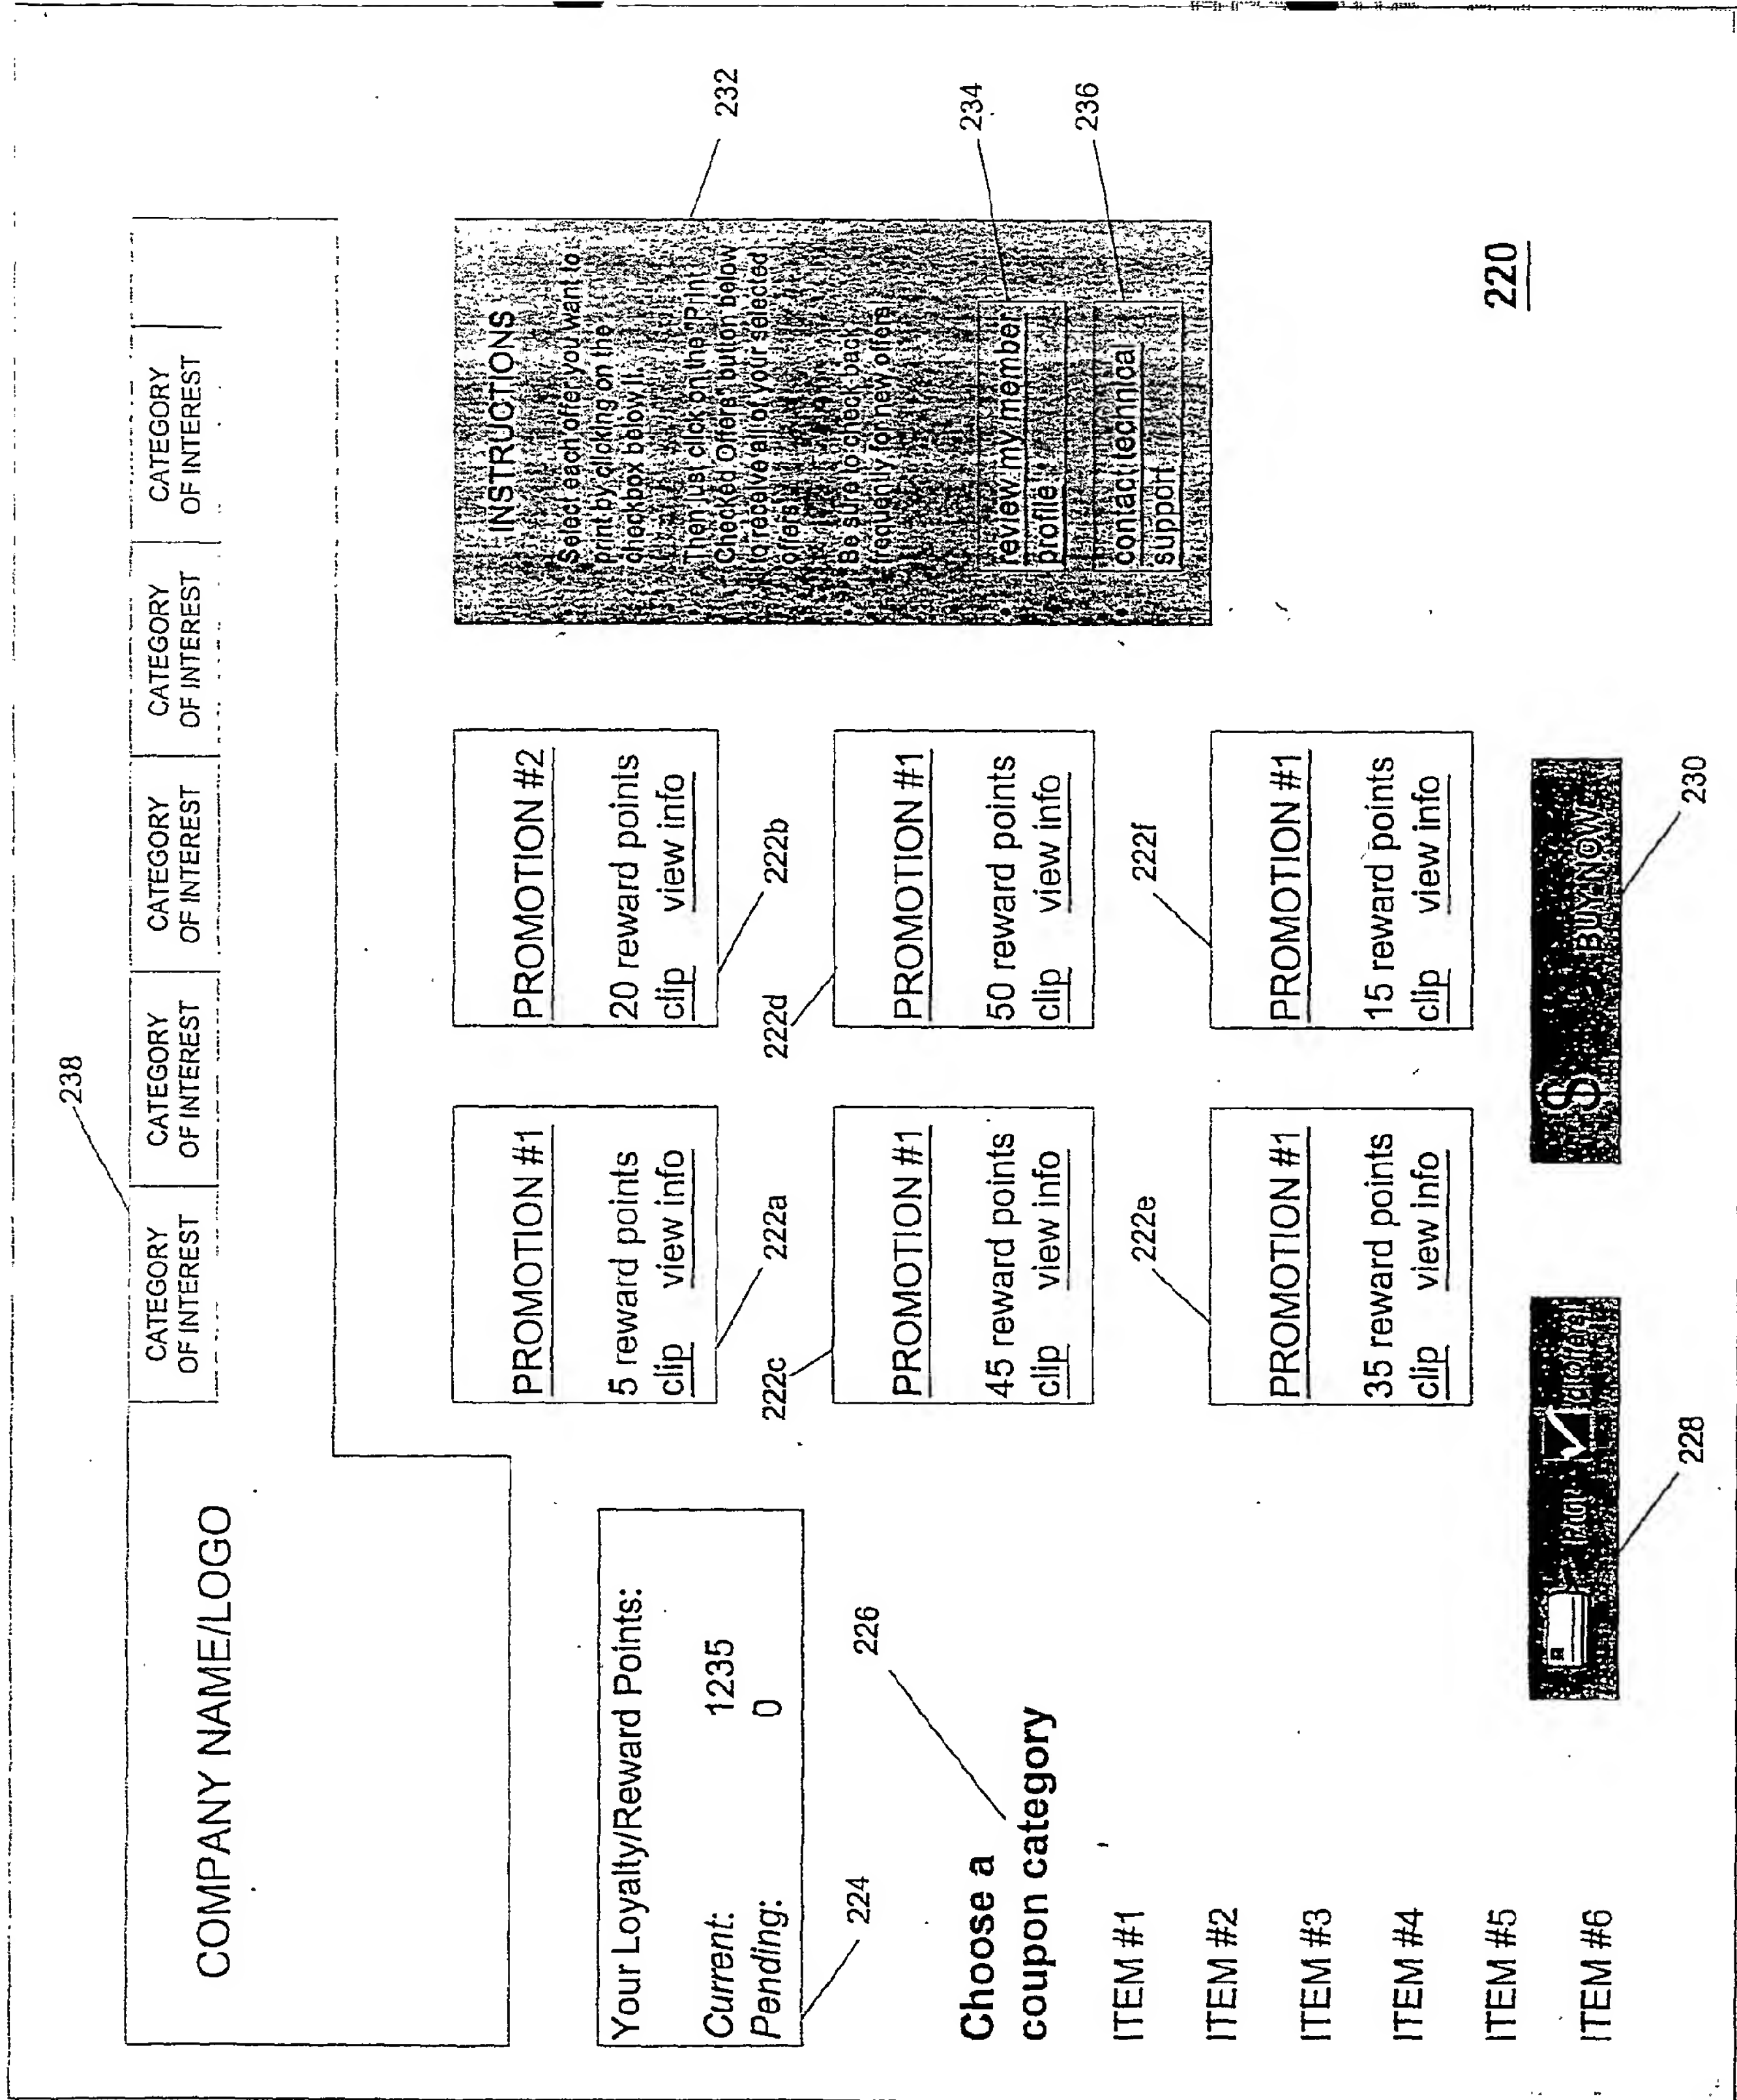 238
CATEGORY
OF INTEREST
CATEGORY
OF INTEREST
CATEGORY
OF INTEREST
CATEGORY
OF INTEREST
CATEGORY
OF INTEREST
COMPANY NAME/LOGO
Your Loyalty/Reward Points:
Current: 1235
Pending: 0
224
226
Choose a
coupon category
ITEM #1
ITEM #2
ITEM #3
ITEM #4
ITEM #5
ITEM #6
PROMOTION #1
5 reward points
clip view info
222a
PROMOTION #2
20 reward points
clip view info
222b
222c
PROMOTION #1
45 reward points
clip view info
222d
PROMOTION #1
50 reward points
clip view info
222e
PROMOTION #1
35 reward points
clip view info
222f
PROMOTION #1
15 reward points
clip view info
INSTRUCTIONS
Select each offer you want to
print by clicking on the
checkbox below it.
Then just click on the "Print
Checked Offers" button below
to receive all of your selected
offers!
Be sure to check back
frequently for new offers
review my member
profile
contact technical
support
232
234
236
228
$ BUY NOW
230
220